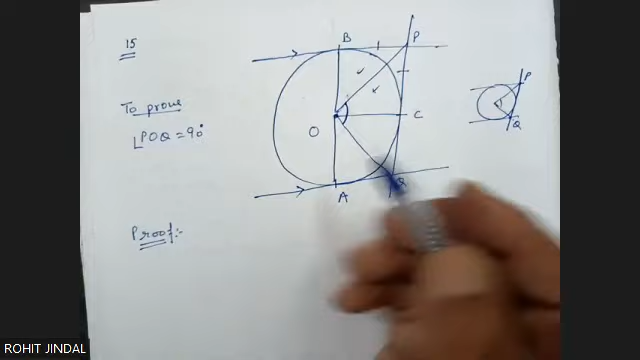 15
To prove
∟POQ = 90°
Proof:-
B
P
O
C
A
Q
P
Q
ROHIT JINDAL